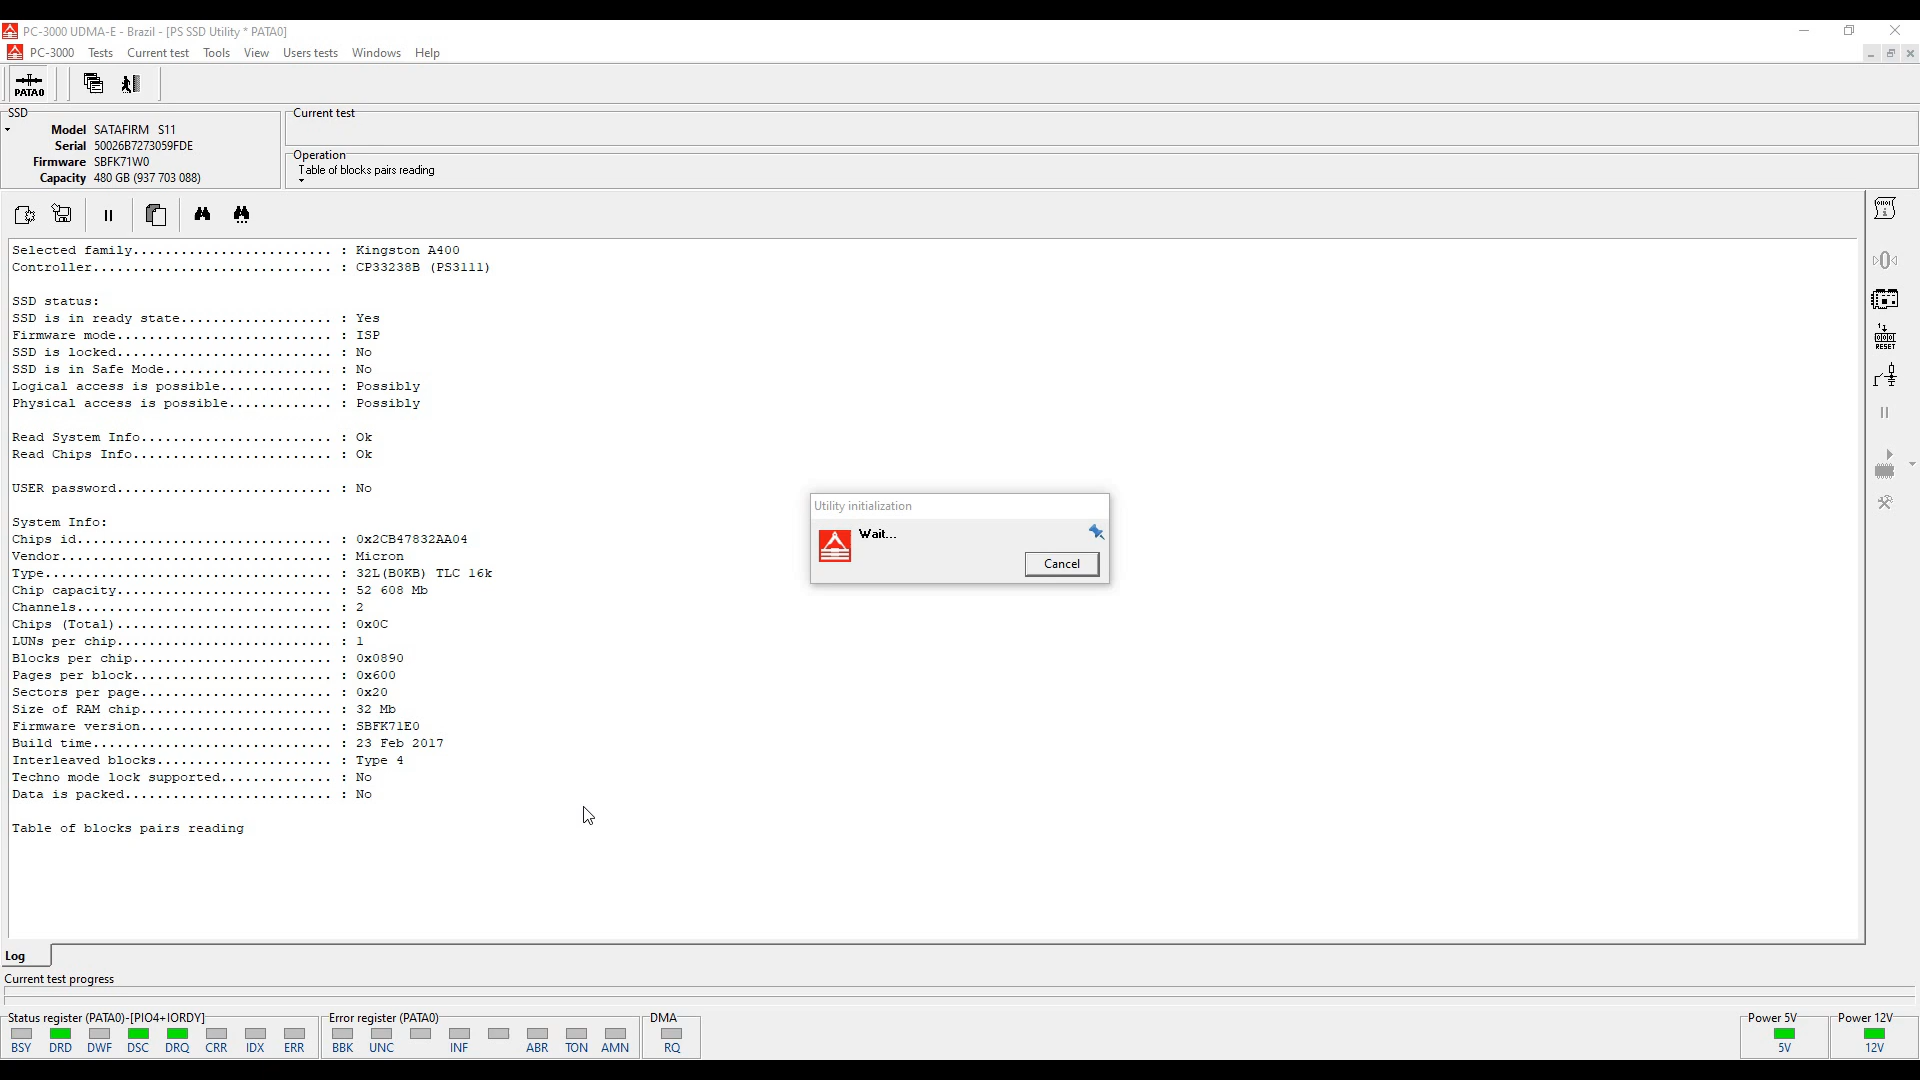 PC-3000 UDMA-E - Brazil - [PS SSD Utility * PATA0]
PC-3000 Tests Current test Tools View Users tests Windows Help
PATA0
SSD
Model SATAFIRM S11
Serial 50026B7273059FDE
Firmware SBFK71W0
Capacity 480 GB (937 703 088)
Current test
Operation
Table of blocks pairs reading
Selected family......................... : Kingston A400
Controller.............................. : CP33238B (PS3111)
SSD status:
SSD is in ready state................... : Yes
Firmware mode........................... : ISP
SSD is locked........................... : No
SSD is in Safe Mode..................... : No
Logical access is possible.............. : Possibly
Physical access is possible............. : Possibly
Read System Info........................ : Ok
Read Chips Info......................... : Ok
USER password........................... : No
System Info:
Chips id................................ : 0x2CB47832AA04
Vendor.................................. : Micron
Type.................................... : 32L(B0KB) TLC 16k
Chip capacity........................... : 52 608 Mb
Channels................................ : 2
Chips (Total)........................... : 0x0C
LUNs per chip........................... : 1
Blocks per chip......................... : 0x0890
Pages per block......................... : 0x600
Sectors per page........................ : 0x20
Size of RAM chip........................ : 32 Mb
Firmware version........................ : SBFK71E0
Build time.............................. : 23 Feb 2017
Interleaved blocks...................... : Type 4
Techno mode lock supported.............. : No
Data is packed.......................... : No
Table of blocks pairs reading
Utility initialization
Wait...
Cancel
RESET
Log
Current test progress
Status register (PATA0)-[PIO4+IORDY]
BSY DRD DWF DSC DRQ CRR IDX ERR
Error register (PATA0)
BBK UNC INF ABR TON AMN
DMA
RQ
Power 5V
5V
Power 12V
12V